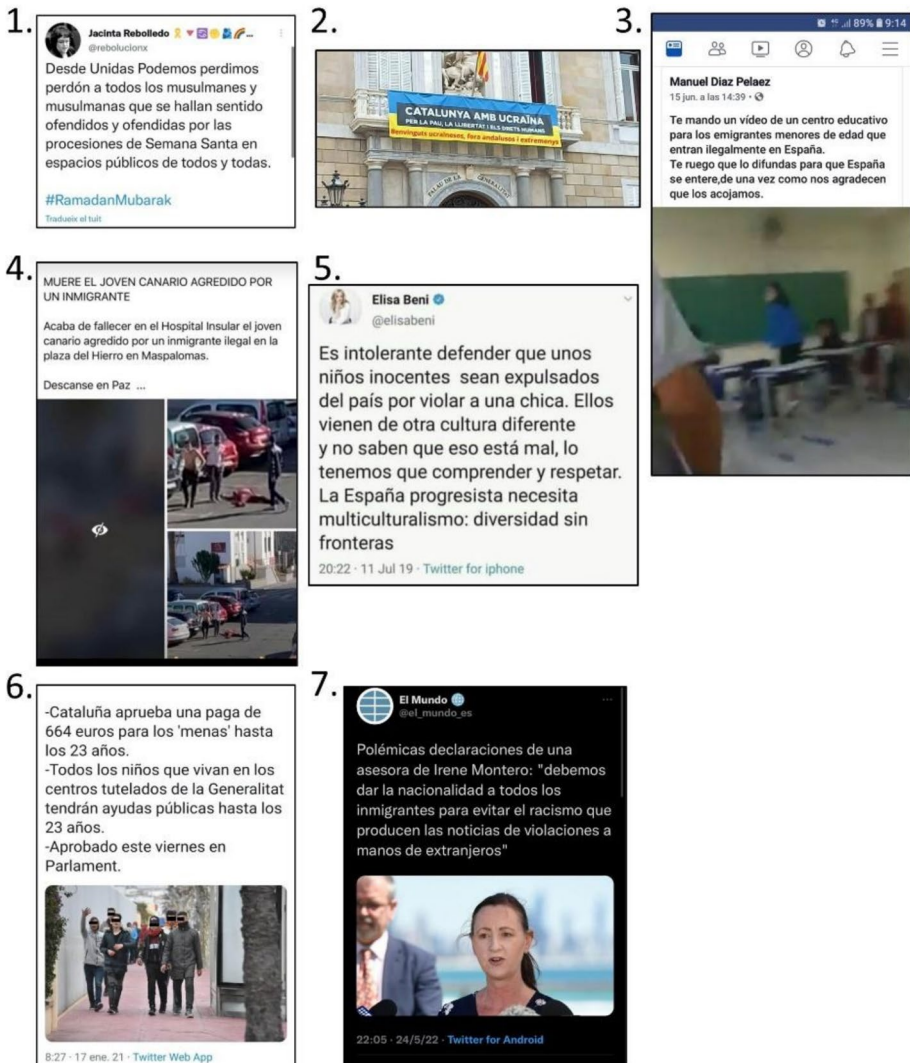 1.
Jacinta Rebolledo
@rebolucionx
Desde Unidas Podemos perdimos
perdón a todos los musulmanes y
musulmanas que se hallan sentido
ofendidos y ofendidas por las
procesiones de Semana Santa en
espacios públicos de todos y todas.
#RamadanMubarak
Tradueix el tuit
2.
CATALUNYA AMB UCRAÏNA
PER LA PAU, LA LLIBERTAT I ELS DRETS HUMANS
Benvinguts ucraïneses, fora andalusos i extremenys
PALAU DE LA GENERALITAT
3.
89% 9:14
Manuel Diaz Pelaez
15 jun. a las 14:39 •
Te mando un vídeo de un centro educativo
para los emigrantes menores de edad que
entran ilegalmente en España.
Te ruego que lo difundas para que España
se entere,de una vez como nos agradecen
que los acojamos.
4.
MUERE EL JOVEN CANARIO AGREDIDO POR
UN INMIGRANTE
Acaba de fallecer en el Hospital Insular el joven
canario agredido por un inmigrante ilegal en la
plaza del Hierro en Maspalomas.
Descanse en Paz ...
5.
Elisa Beni
@elisabeni
Es intolerante defender que unos
niños inocentes sean expulsados
del país por violar a una chica. Ellos
vienen de otra cultura diferente
y no saben que eso está mal, lo
tenemos que comprender y respetar.
La España progresista necesita
multiculturalismo: diversidad sin
fronteras
20:22 · 11 Jul 19 · Twitter for iphone
6.
-Cataluña aprueba una paga de
664 euros para los 'menas' hasta
los 23 años.
-Todos los niños que vivan en los
centros tutelados de la Generalitat
tendrán ayudas públicas hasta los
23 años.
-Aprobado este viernes en
Parlament.
8:27 · 17 ene. 21 · Twitter Web App
7.
El Mundo
@el_mundo_es
Polémicas declaraciones de una
asesora de Irene Montero: "debemos
dar la nacionalidad a todos los
inmigrantes para evitar el racismo que
producen las noticias de violaciones a
manos de extranjeros"
22:05 · 24/5/22 · Twitter for Android